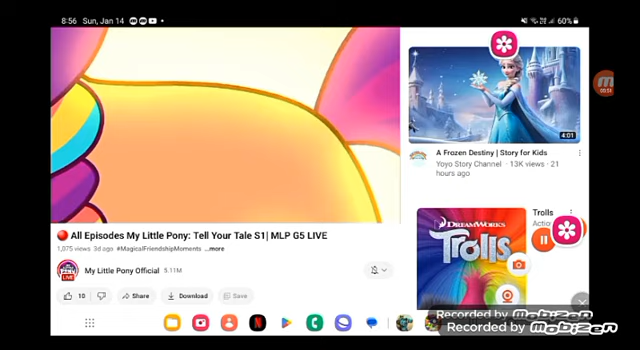 8:56 Sun, Jan 14
60%
4:01
A Frozen Destiny | Story for Kids
Yoyo Story Channel · 13K views · 21
hours ago
🔴 All Episodes My Little Pony: Tell Your Tale S1| MLP G5 LIVE
1,875 views 3d ago #MagicalFriendshipMoments ...more
LIVE
My Little Pony Official 5.11M
10
Share
Download
Save
DREAMWORKS
Trolls
Trolls
Recorded by Mobizen
Recorded by Mobizen